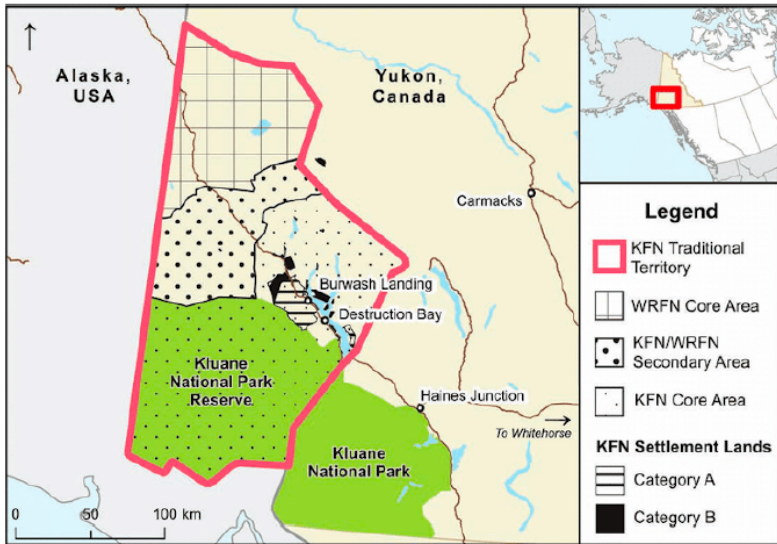 Alaska,
USA
Yukon,
Canada
Carmacks
Burwash Landing
Destruction Bay
Kluane
National Park
Reserve
Haines Junction
To Whitehorse
Kluane
National Park
0 50 100 km
Legend
KFN Traditional
Territory
WRFN Core Area
KFN/WRFN
Secondary Area
KFN Core Area
KFN Settlement Lands
Category A
Category B